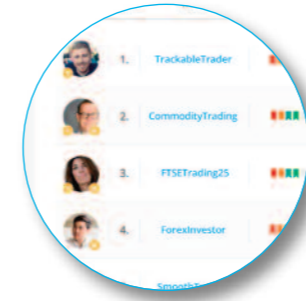 1. TrackableTrader
2. CommodityTrading
3. FTSETrading25
4. ForexInvestor